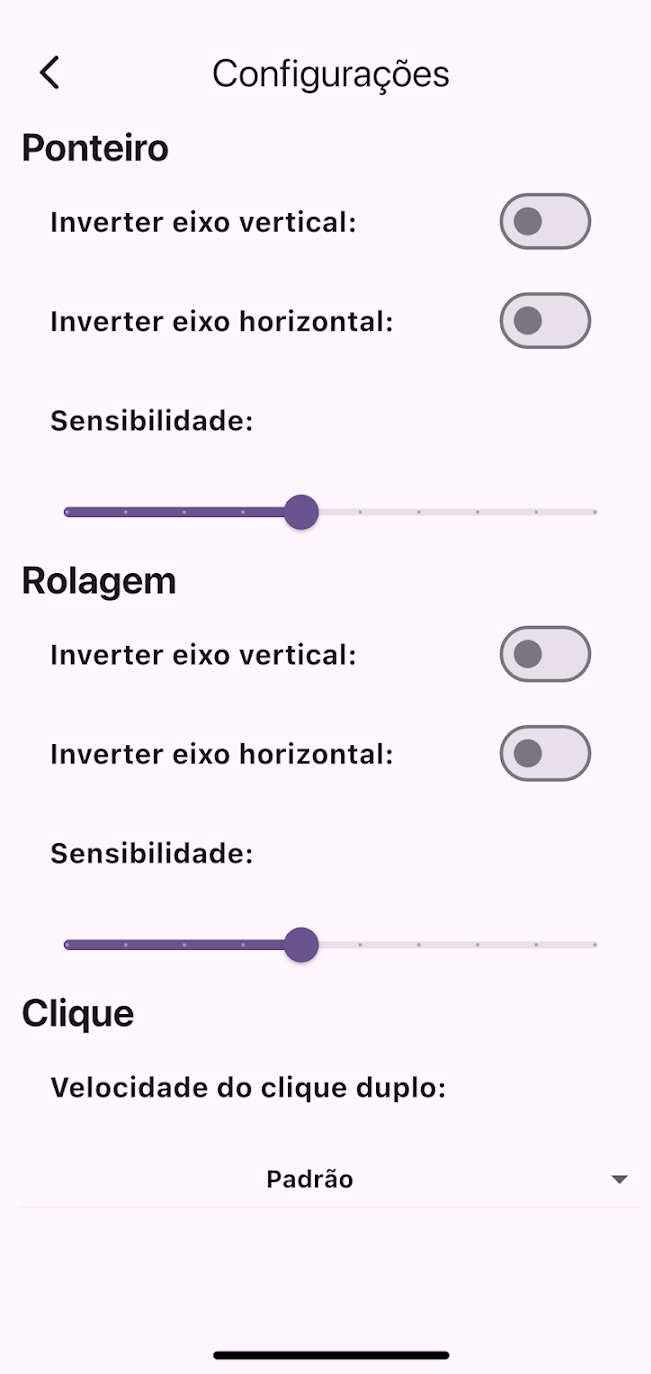 Configurações
Ponteiro
Inverter eixo vertical:
Inverter eixo horizontal:
Sensibilidade:
Rolagem
Inverter eixo vertical:
Inverter eixo horizontal:
Sensibilidade:
Clique
Velocidade do clique duplo:
Padrão